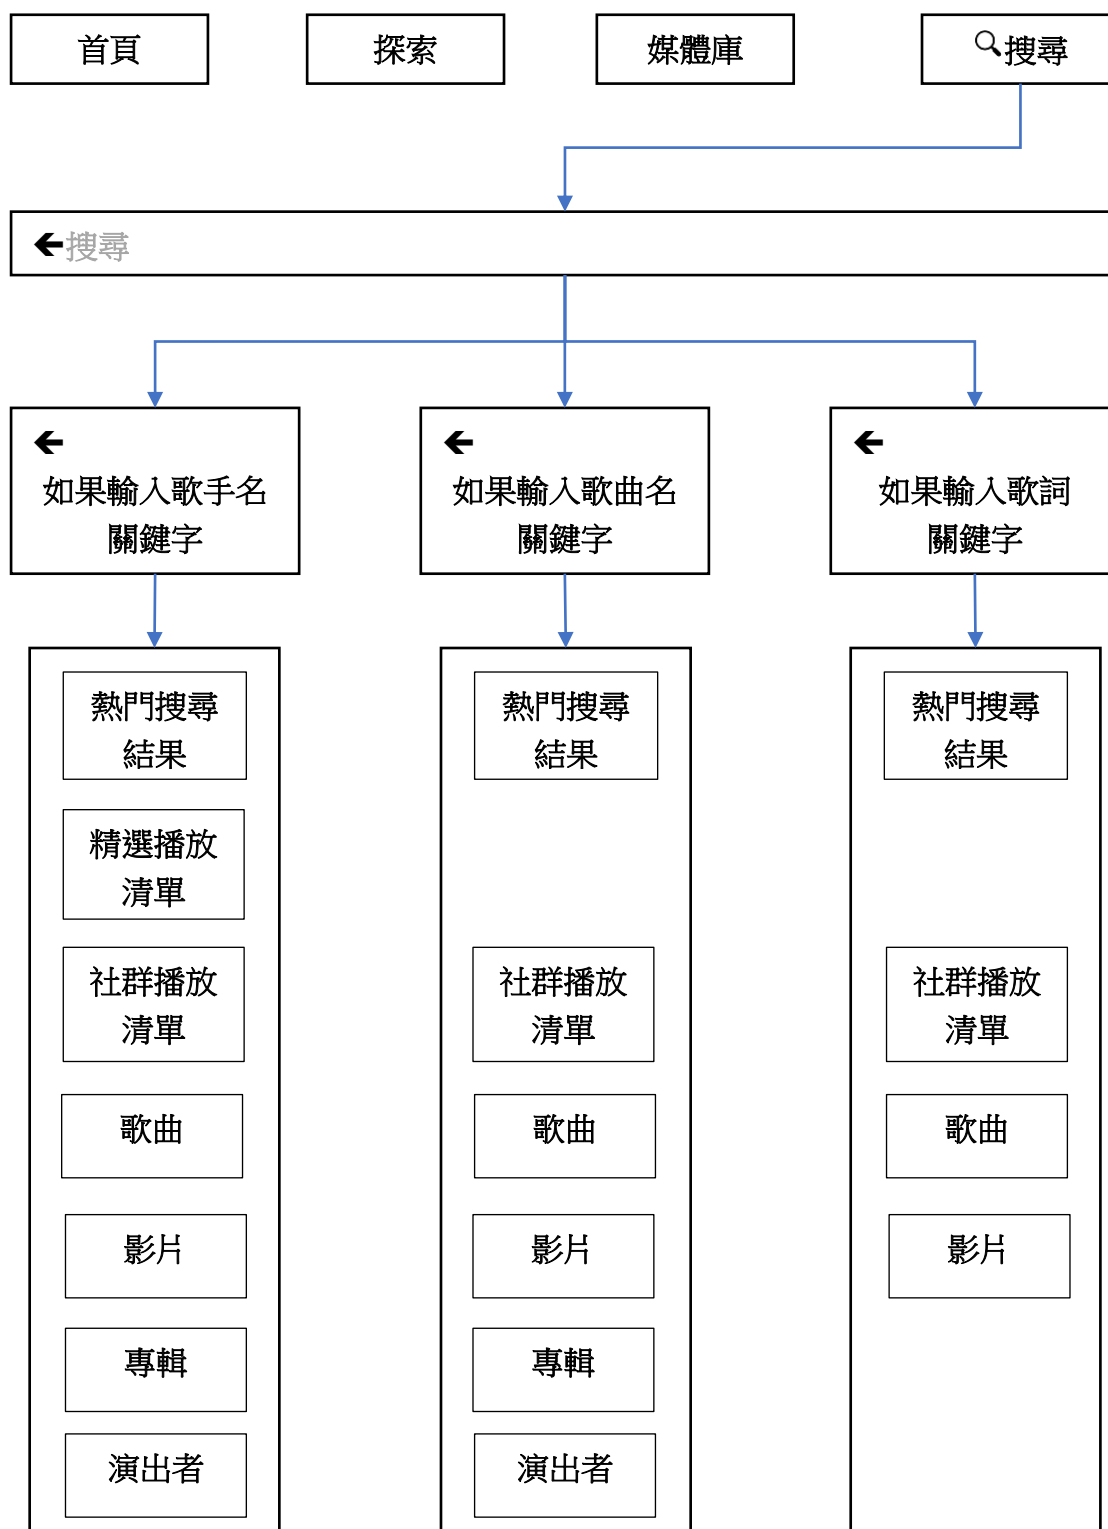 首頁
探索
媒體庫
搜尋
搜尋
如果輸入歌手名
關鍵字
如果輸入歌曲名
關鍵字
如果輸入歌詞
關鍵字
熱門搜尋
結果
精選播放
清單
社群播放
清單
歌曲
影片
專輯
演出者
熱門搜尋
結果
社群播放
清單
歌曲
影片
專輯
演出者
熱門搜尋
結果
社群播放
清單
歌曲
影片